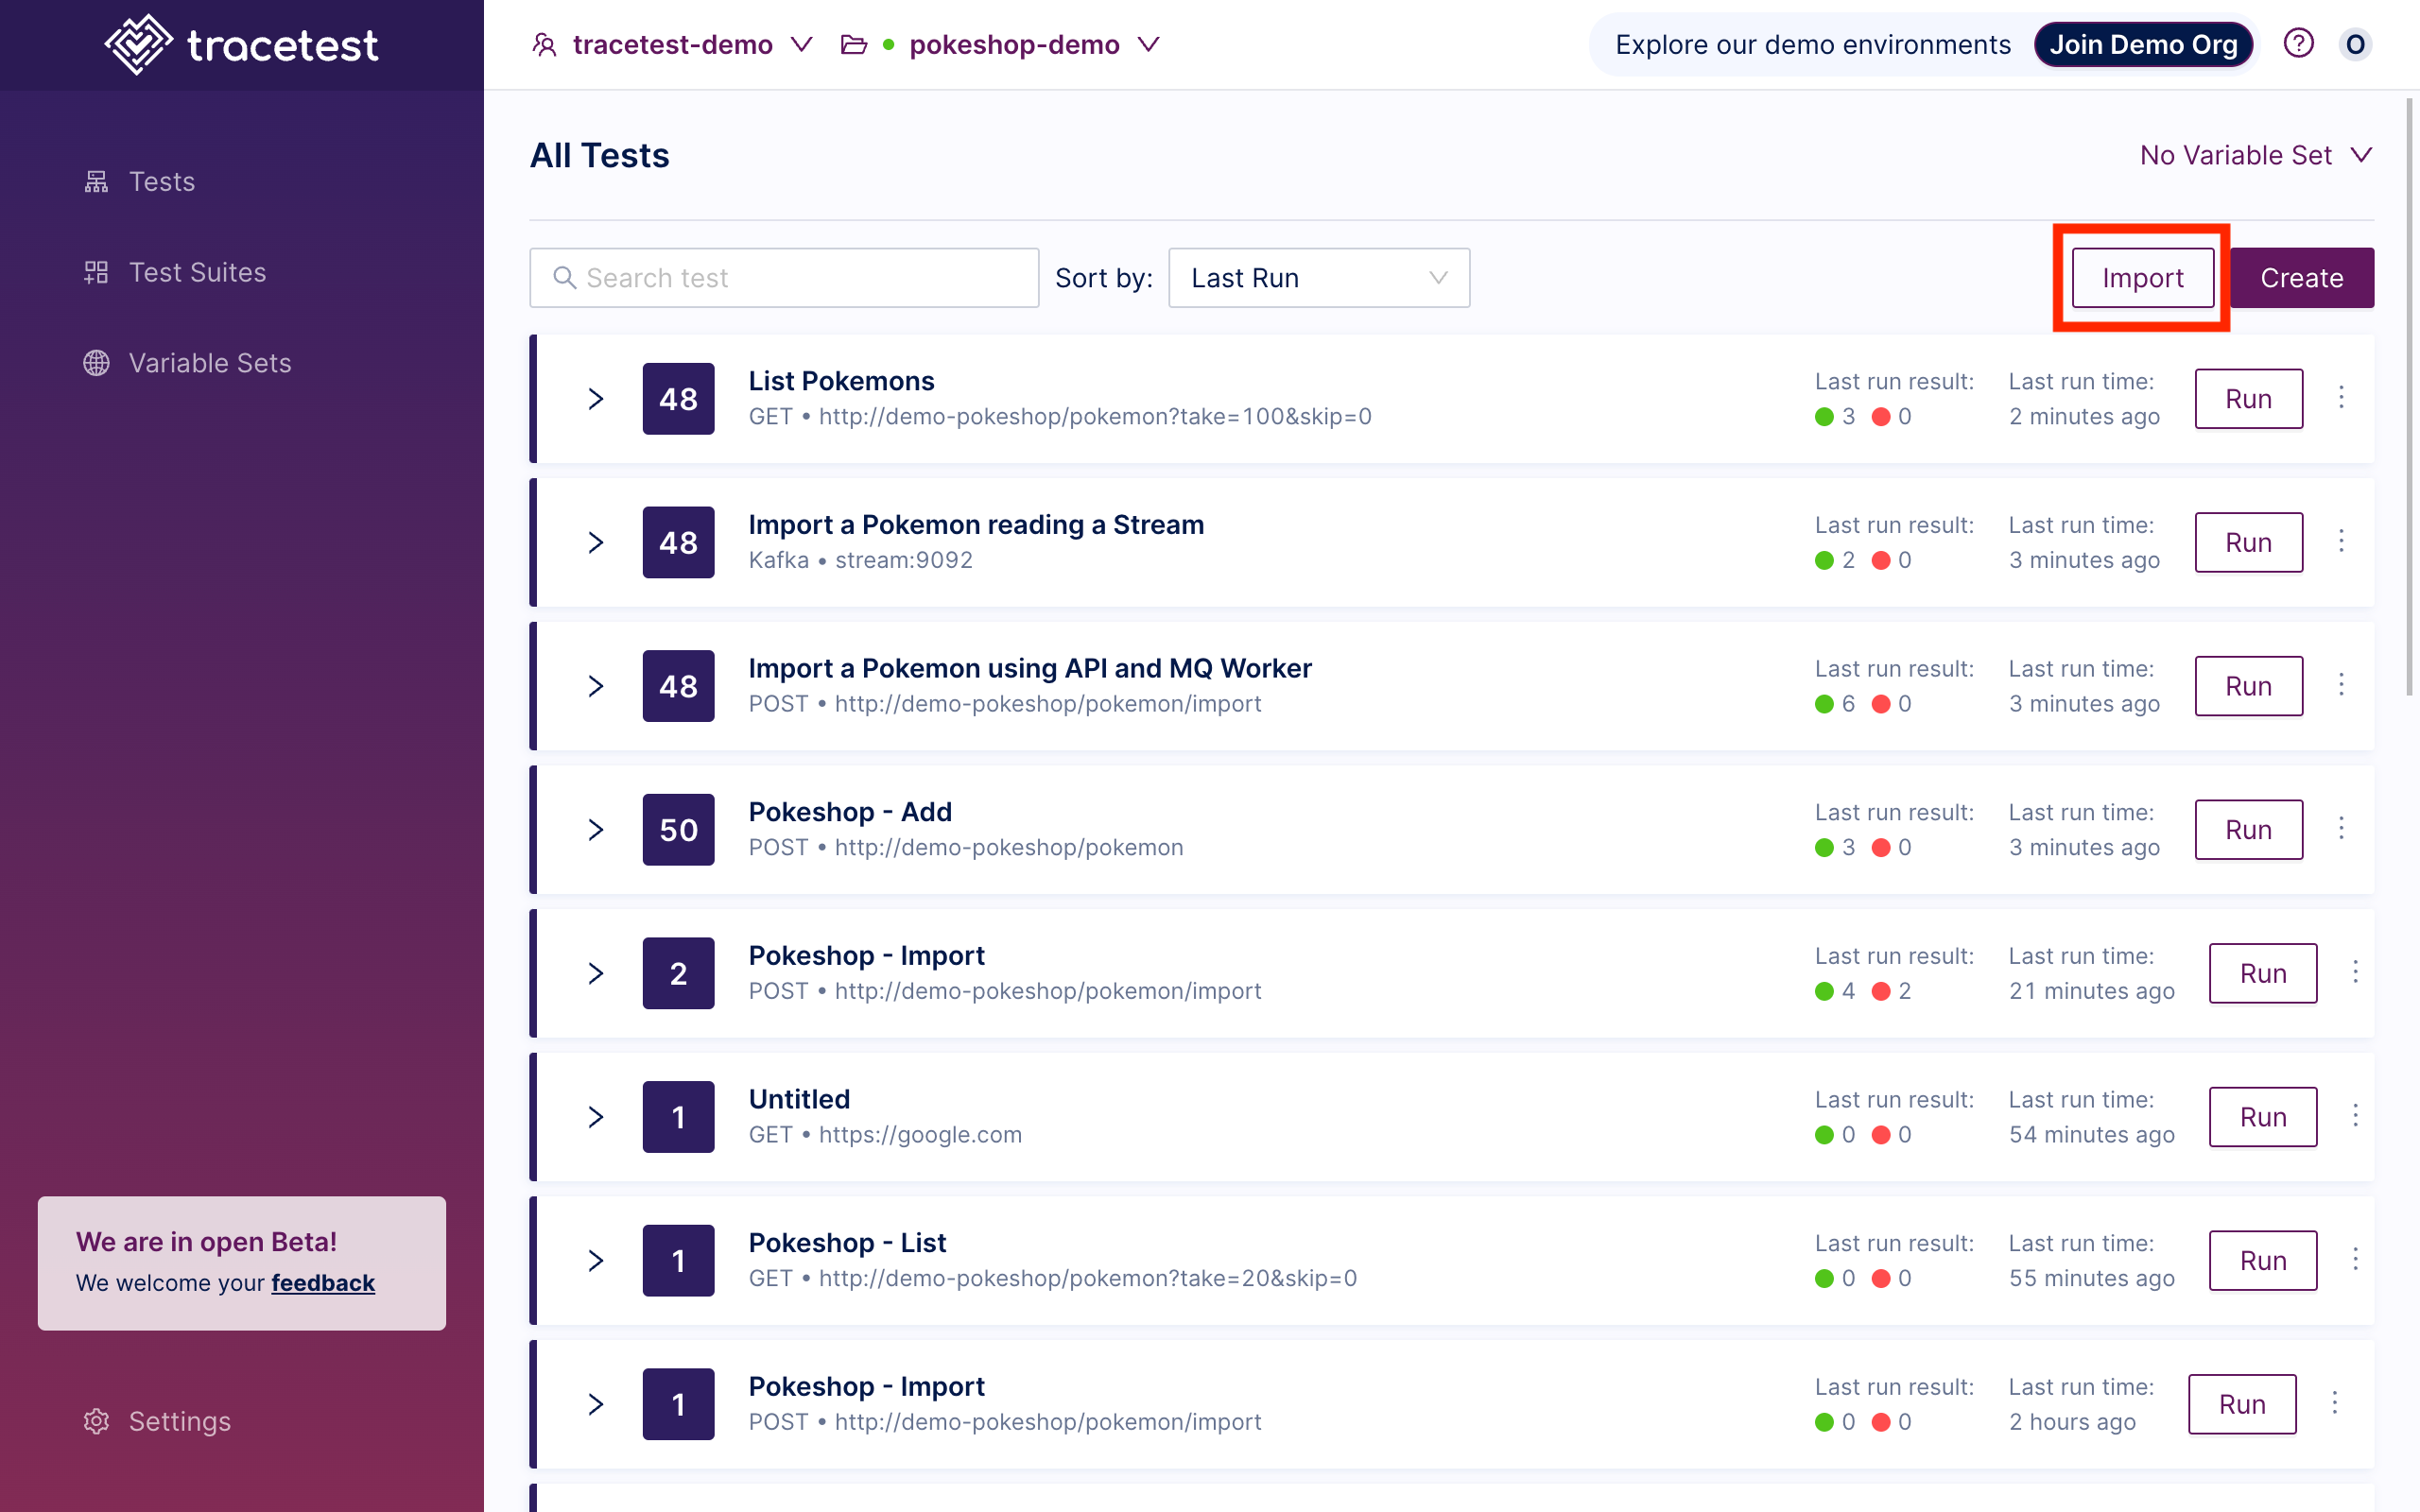 tracetest
tracetest-demo pokeshop-demo Explore our demo environments Join Demo Org ? O
Tests
Test Suites
Variable Sets
We are in open Beta!
We welcome your feedback
Settings
All Tests No Variable Set
Search test Sort by: Last Run Import Create
48 List Pokemons Last run result: Last run time: Run
GET • http://demo-pokeshop/pokemon?take=100&skip=0 3 0 2 minutes ago
48 Import a Pokemon reading a Stream Last run result: Last run time: Run
Kafka • stream:9092 2 0 3 minutes ago
48 Import a Pokemon using API and MQ Worker Last run result: Last run time: Run
POST • http://demo-pokeshop/pokemon/import 6 0 3 minutes ago
50 Pokeshop - Add Last run result: Last run time: Run
POST • http://demo-pokeshop/pokemon 3 0 3 minutes ago
2 Pokeshop - Import Last run result: Last run time: Run
POST • http://demo-pokeshop/pokemon/import 4 2 21 minutes ago
1 Untitled Last run result: Last run time: Run
GET • https://google.com 0 0 54 minutes ago
1 Pokeshop - List Last run result: Last run time: Run
GET • http://demo-pokeshop/pokemon?take=20&skip=0 0 0 55 minutes ago
1 Pokeshop - Import Last run result: Last run time: Run
POST • http://demo-pokeshop/pokemon/import 0 0 2 hours ago